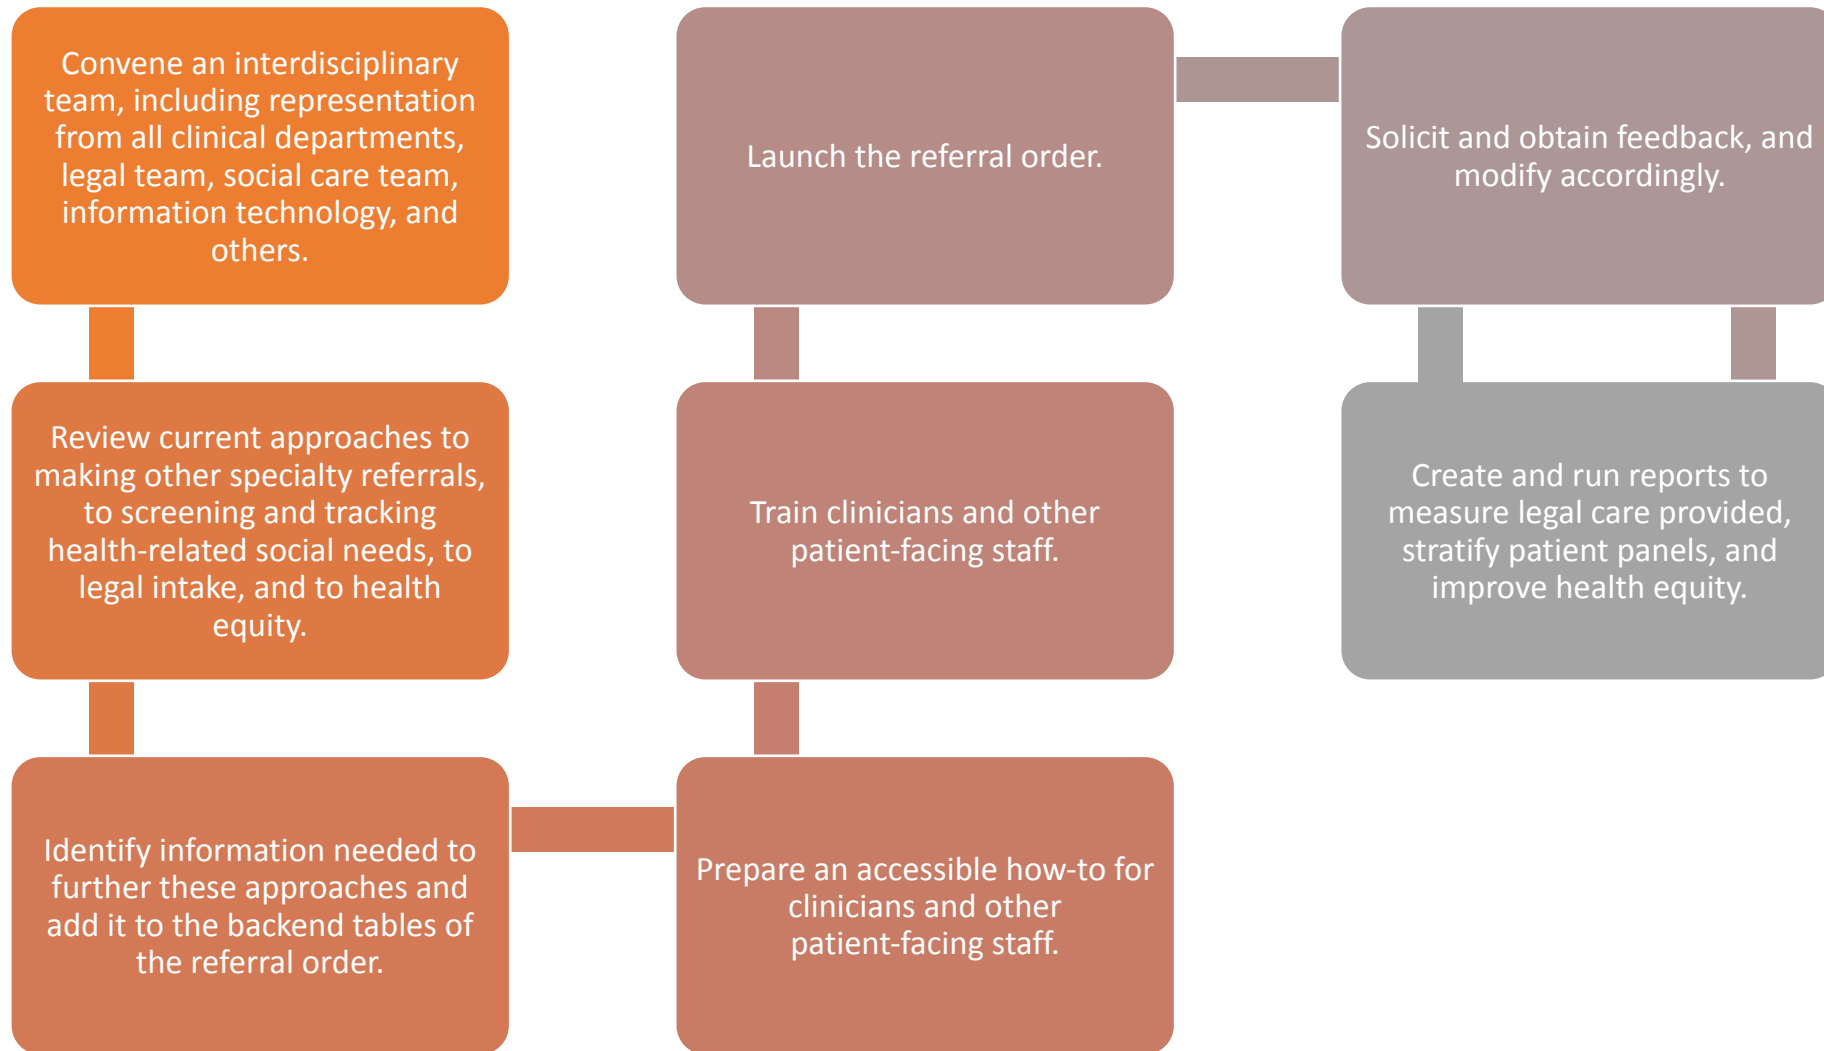 Convene an interdisciplinary
team, including representation
from all clinical departments,
legal team, social care team,
information technology, and
others.
Review current approaches to
making other specialty referrals,
to screening and tracking
health-related social needs, to
legal intake, and to health
equity.
Identify information needed to
further these approaches and
add it to the backend tables of
the referral order.
Prepare an accessible how-to for
clinicians and other
patient-facing staff.
Train clinicians and other
patient-facing staff.
Launch the referral order.
Solicit and obtain feedback, and
modify accordingly.
Create and run reports to
measure legal care provided,
stratify patient panels, and
improve health equity.